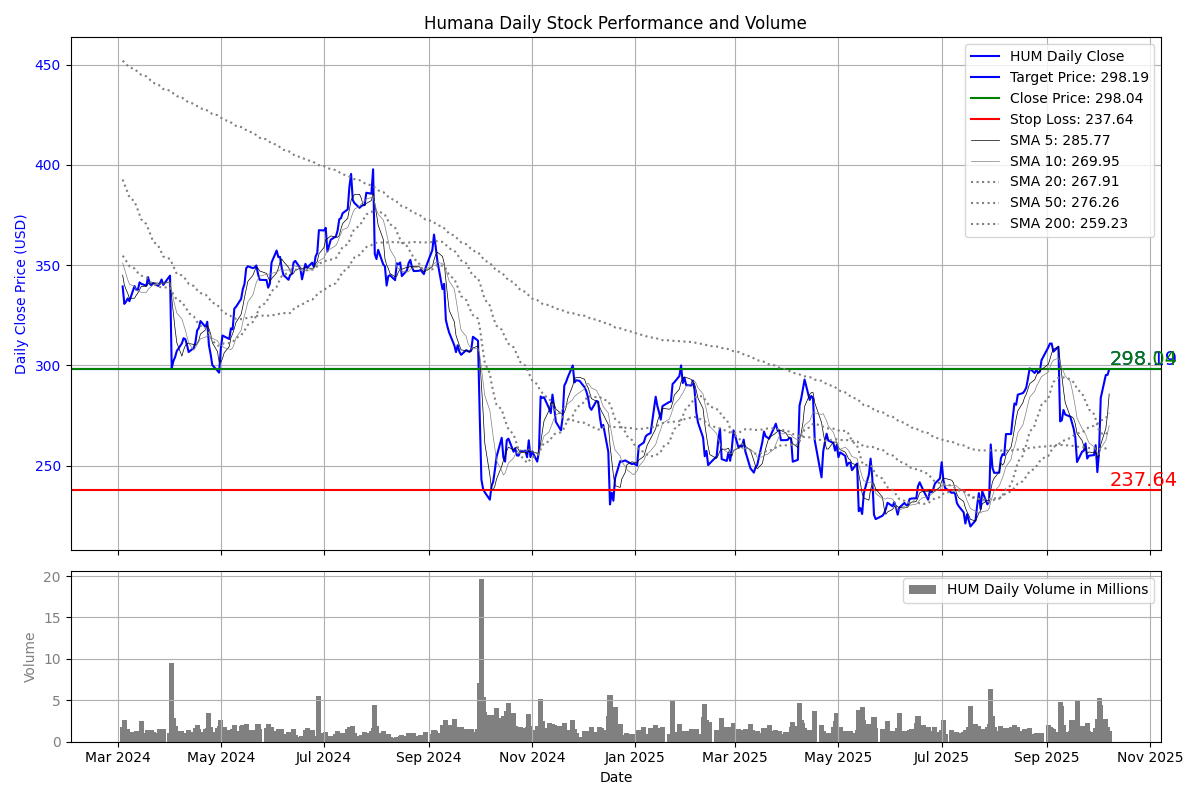 Humana Daily Stock Performance and Volume
HUM Daily Close
Target Price: 298.19
Close Price: 298.04
Stop Loss: 237.64
SMA 5: 285.77
SMA 10: 269.95
SMA 20: 267.91
SMA 50: 276.26
SMA 200: 259.23
Daily Close Price (USD)
450
400
350
300
250
298.19
298.04
237.64
HUM Daily Volume in Millions
Volume
20
15
10
5
0
Mar 2024 May 2024 Jul 2024 Sep 2024 Nov 2024 Jan 2025 Mar 2025 May 2025 Jul 2025 Sep 2025 Nov 2025
Date